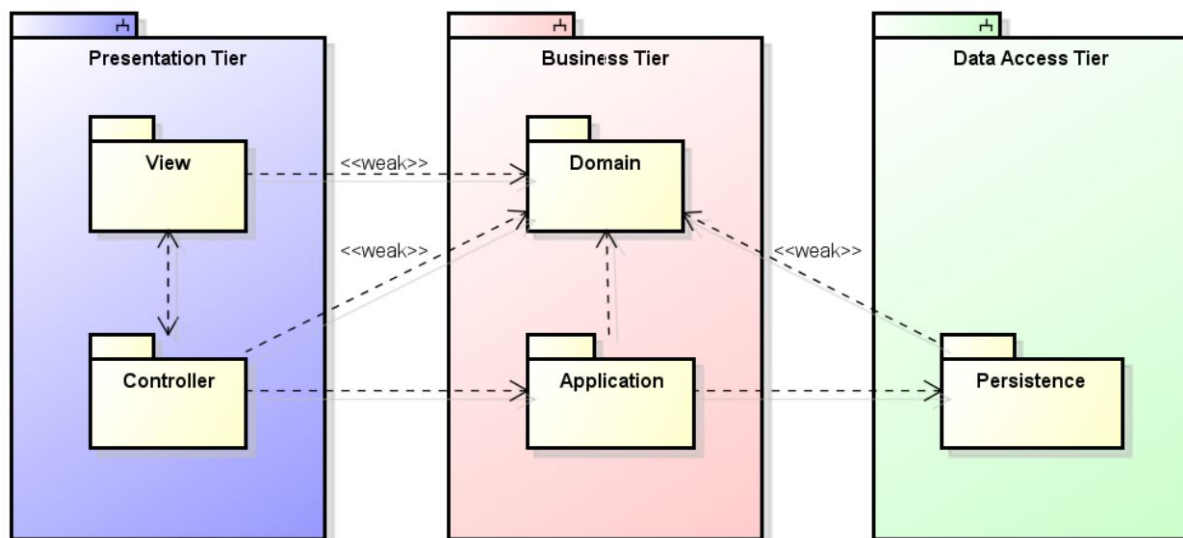 Presentation Tier
Business Tier
Data Access Tier
View
<<weak>>
Domain
<<weak>>
<<weak>>
Controller
Application
Persistence